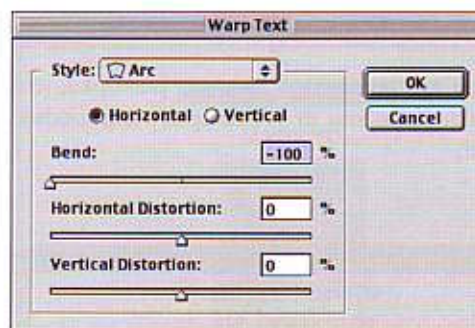 Warp Text
Style: Arc
OK
Horizontal Vertical
Cancel
Bend: -100 %
Horizontal Distortion: 0 %
Vertical Distortion: 0 %